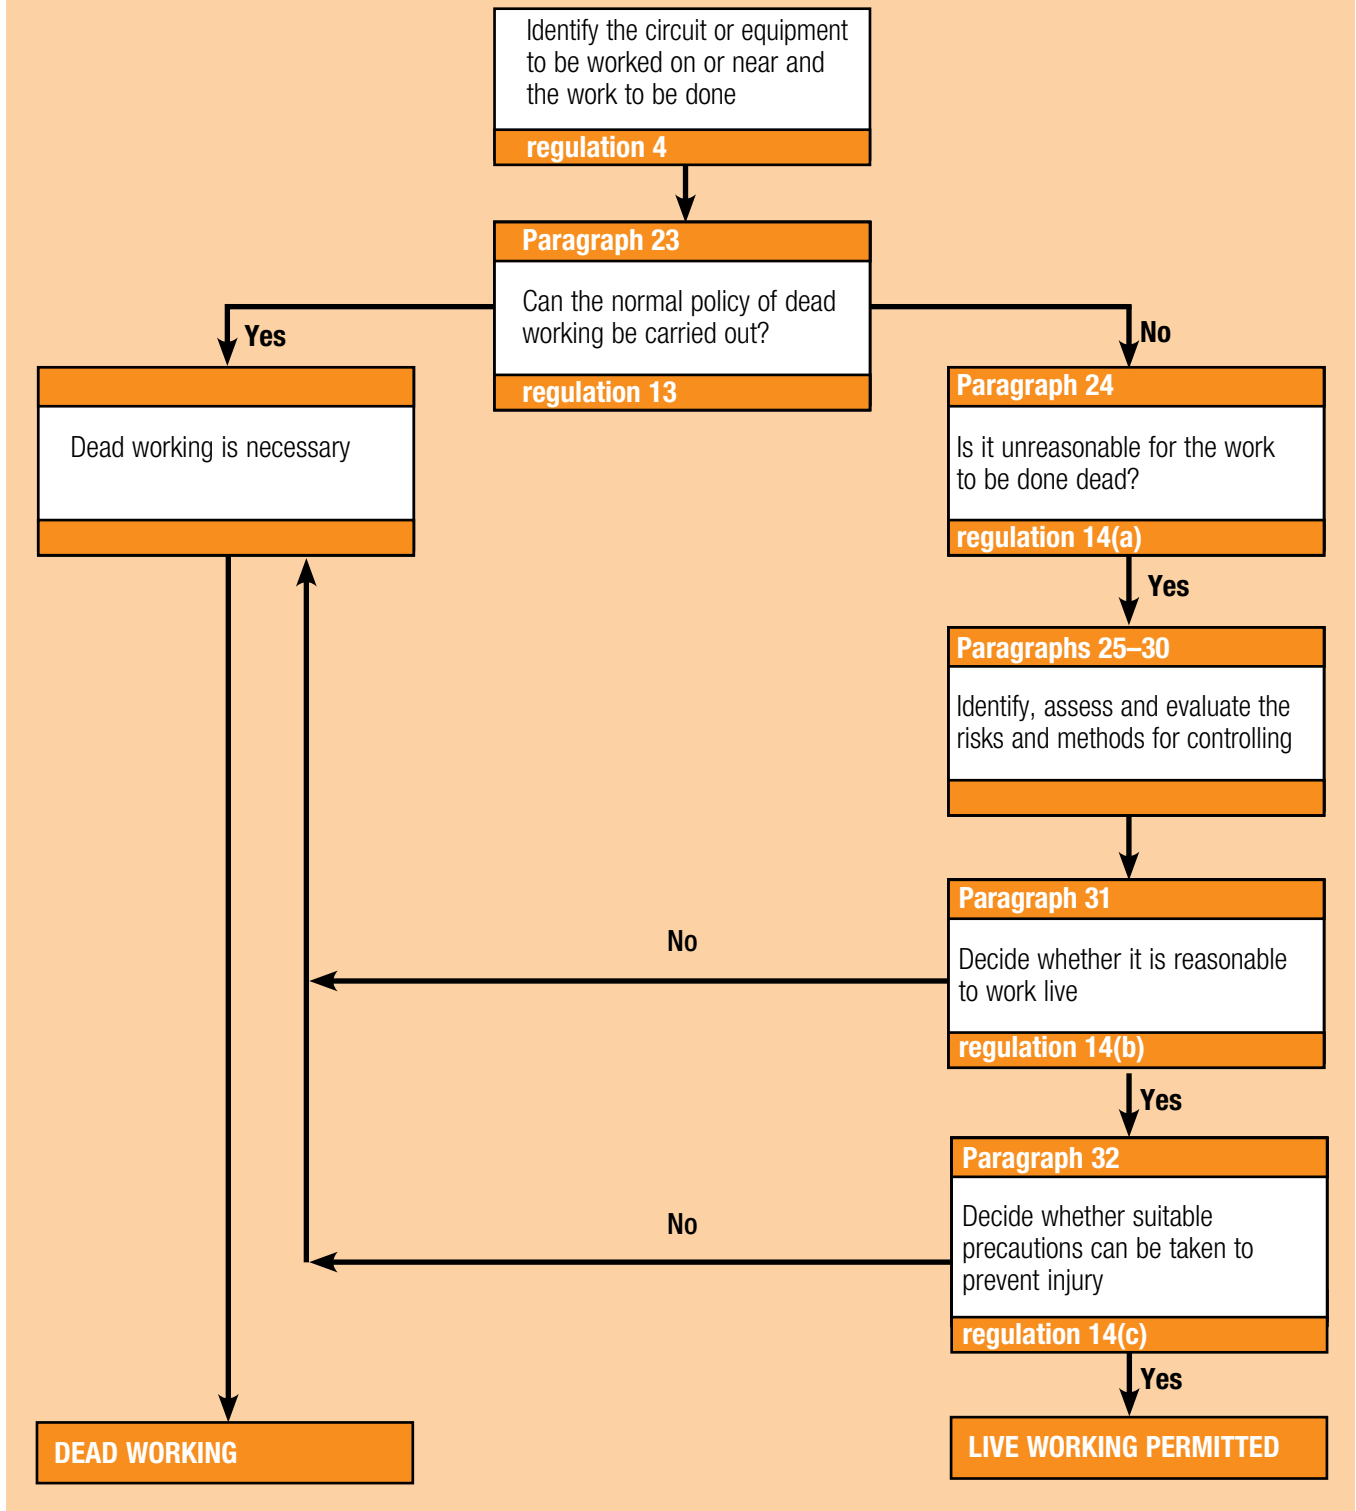 Identify the circuit or equipment
to be worked on or near and
the work to be done
regulation 4
Paragraph 23
Can the normal policy of dead
working be carried out?
regulation 13
Yes
No
Dead working is necessary
Paragraph 24
Is it unreasonable for the work
to be done dead?
regulation 14(a)
Yes
Paragraphs 25–30
Identify, assess and evaluate the
risks and methods for controlling
Paragraph 31
Decide whether it is reasonable
to work live
regulation 14(b)
No
Yes
Paragraph 32
Decide whether suitable
precautions can be taken to
prevent injury
regulation 14(c)
No
Yes
DEAD WORKING
LIVE WORKING PERMITTED